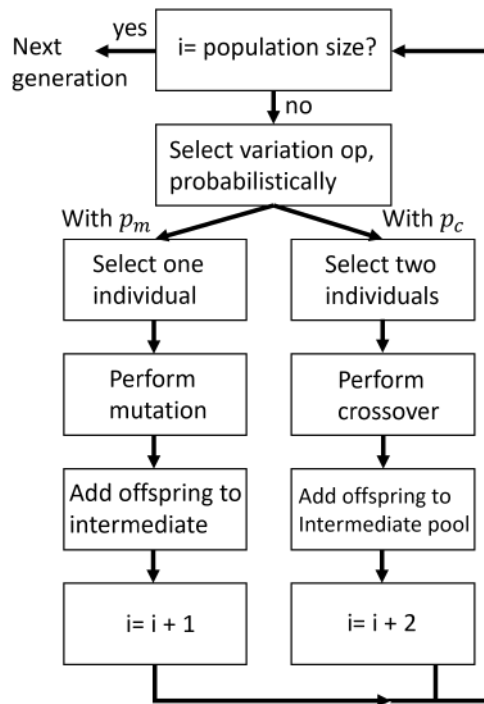 yes
Next
generation
i= population size?
no
Select variation op,
probabilistically
With pₘ
With p_c
Select one
individual
Select two
individuals
Perform
mutation
Perform
crossover
Add offspring to
intermediate
Add offspring to
Intermediate pool
i= i + 1
i= i + 2